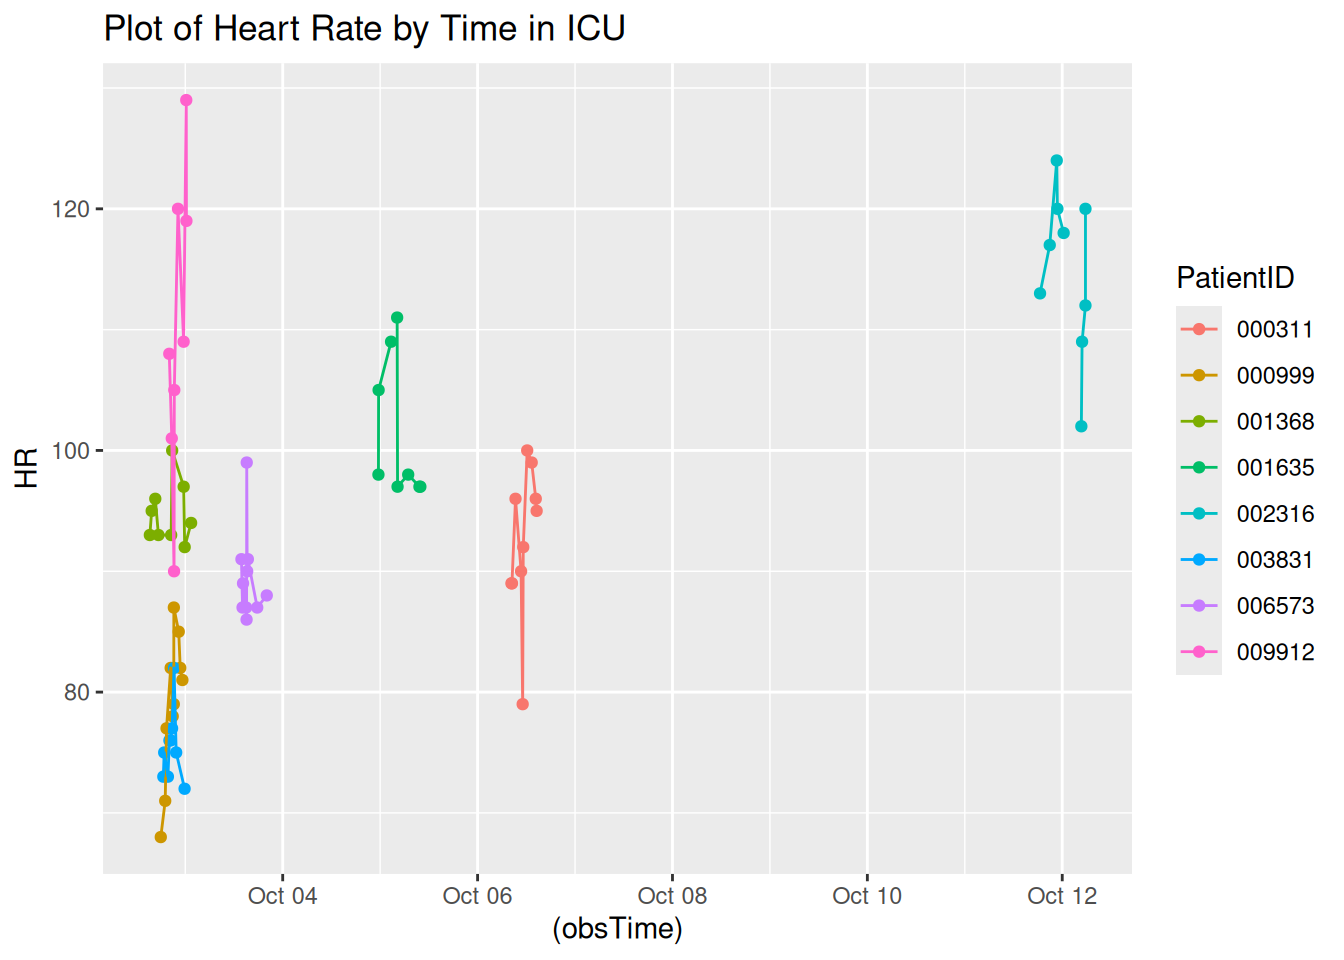 Plot of Heart Rate by Time in ICU
HR
120
100
80
Oct 04
Oct 06
Oct 08
Oct 10
Oct 12
(obsTime)
PatientID
000311
000999
001368
001635
002316
003831
006573
009912